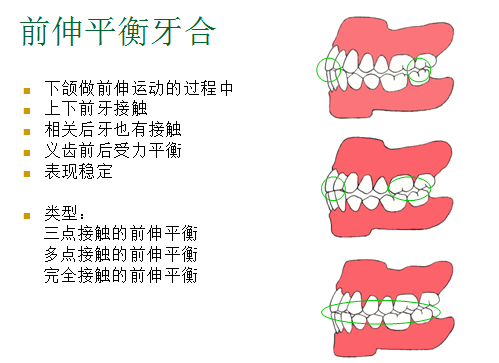 前伸平衡牙合
下颌做前伸运动的过程中
上下前牙接触
相关后牙也有接触
义齿前后受力平衡
表现稳定
类型：
三点接触的前伸平衡
多点接触的前伸平衡
完全接触的前伸平衡